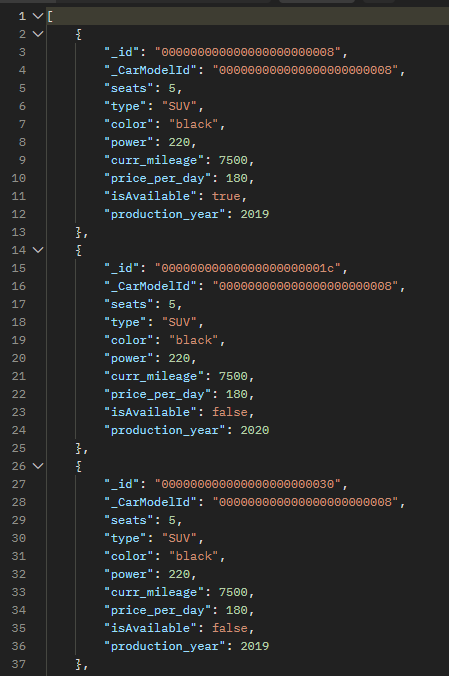 1 [
2 {
3 "_id": "000000000000000000000008",
4 "_CarModelId": "000000000000000000000008",
5 "seats": 5,
6 "type": "SUV",
7 "color": "black",
8 "power": 220,
9 "curr_mileage": 7500,
10 "price_per_day": 180,
11 "isAvailable": true,
12 "production_year": 2019
13 },
14 {
15 "_id": "00000000000000000000001c",
16 "_CarModelId": "000000000000000000000008",
17 "seats": 5,
18 "type": "SUV",
19 "color": "black",
20 "power": 220,
21 "curr_mileage": 7500,
22 "price_per_day": 180,
23 "isAvailable": false,
24 "production_year": 2020
25 },
26 {
27 "_id": "000000000000000000000030",
28 "_CarModelId": "000000000000000000000008",
29 "seats": 5,
30 "type": "SUV",
31 "color": "black",
32 "power": 220,
33 "curr_mileage": 7500,
34 "price_per_day": 180,
35 "isAvailable": false,
36 "production_year": 2019
37 },